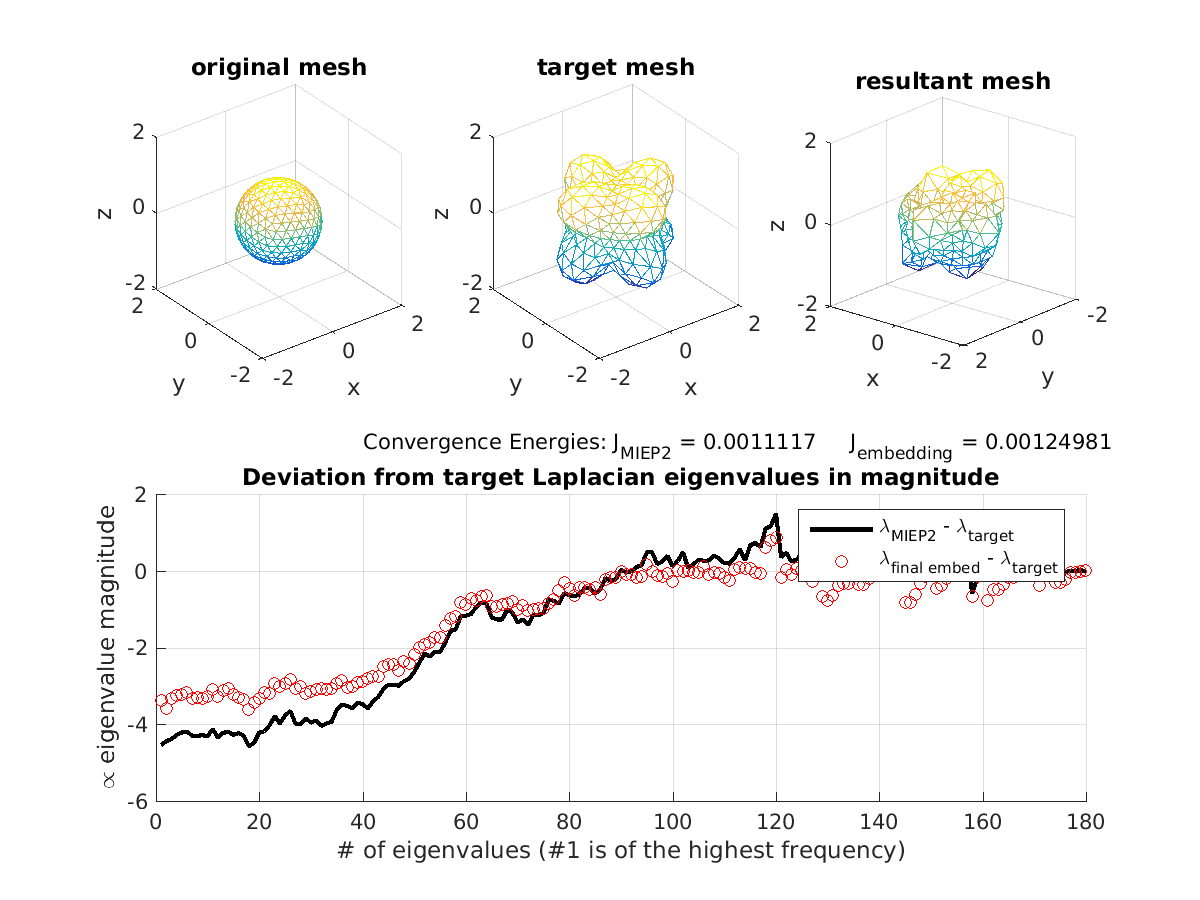 original mesh
target mesh
resultant mesh
2
0
-2
z
2
0
-2
y
-2
0
2
x
2
0
-2
z
2
0
-2
y
-2
0
2
x
2
0
-2
z
2
0
-2
x
2
0
-2
y
Convergence Energies: J_MIEP2 = 0.0011117 J_embedding = 0.00124981
Deviation from target Laplacian eigenvalues in magnitude
∝ eigenvalue magnitude
2
0
-2
-4
-6
λ_MIEP2 - λ_target
λ_final embed - λ_target
0 20 40 60 80 100 120 140 160 180
# of eigenvalues (#1 is of the highest frequency)